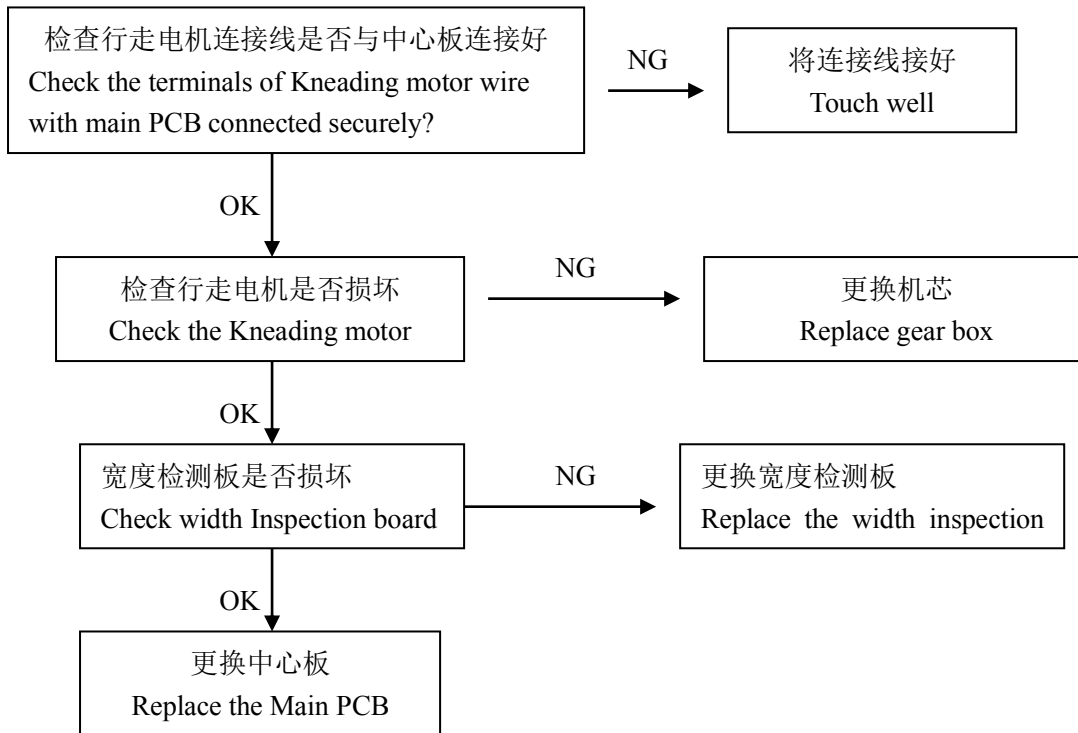 检查行走电机连接线是否与中心板连接好
Check the terminals of Kneading motor wire
with main PCB connected securely?
NG
将连接线接好
Touch well
OK
检查行走电机是否损坏
Check the Kneading motor
NG
更换机芯
Replace gear box
OK
宽度检测板是否损坏
Check width Inspection board
NG
更换宽度检测板
Replace the width inspection
OK
更换中心板
Replace the Main PCB